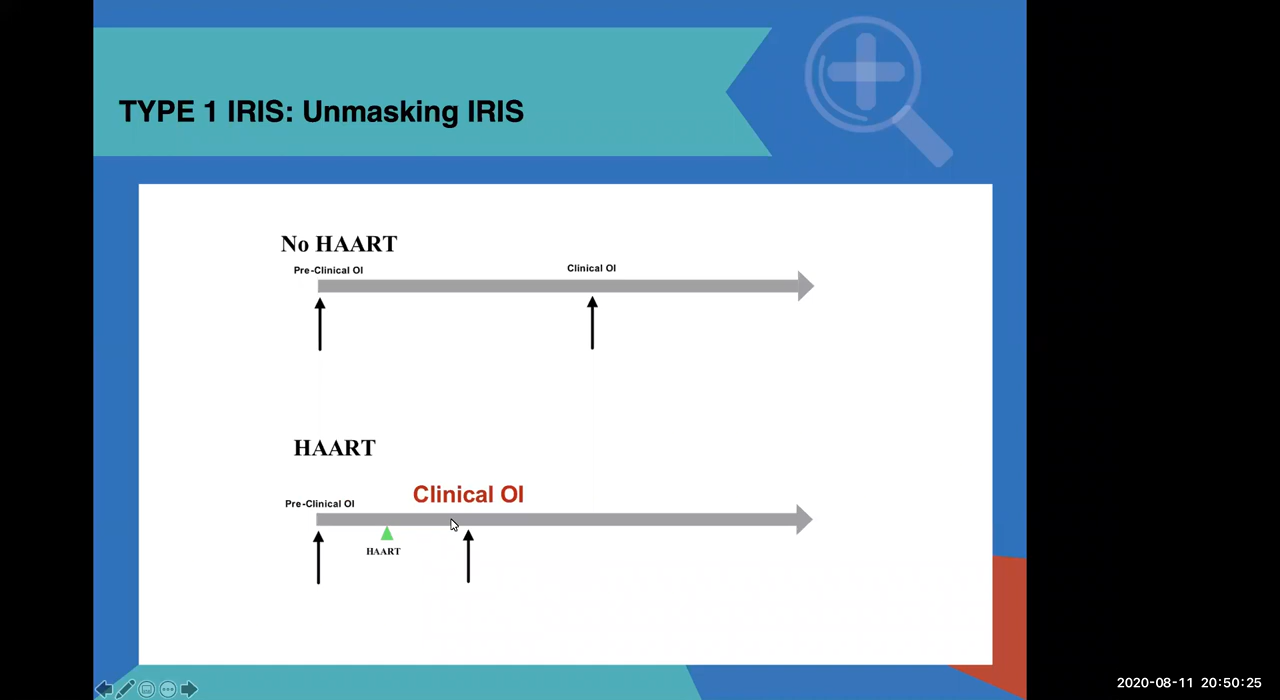 TYPE 1 IRIS: Unmasking IRIS
No HAART
Pre-Clinical OI
Clinical OI
HAART
Clinical OI
Pre-Clinical OI
HAART
2020-08-11 20:50:25